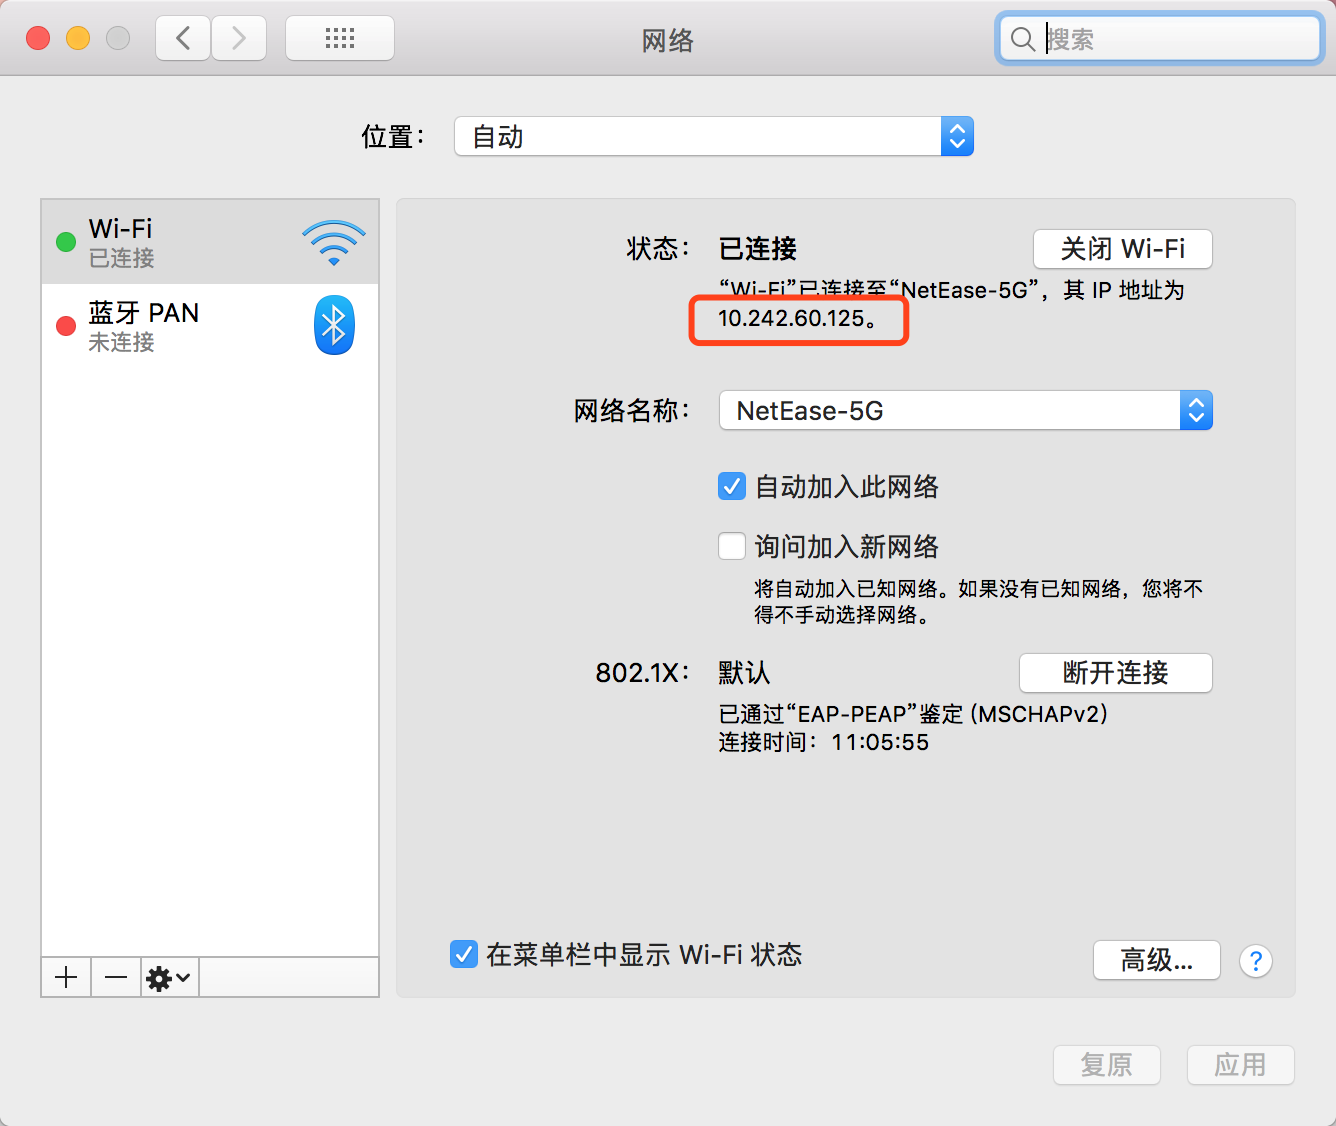 网络
搜索
位置：
自动
Wi-Fi
已连接
蓝牙 PAN
未连接
状态：
已连接
关闭 Wi-Fi
“Wi-Fi”已连接至“NetEase-5G”，其 IP 地址为
10.242.60.125。
网络名称：
NetEase-5G
自动加入此网络
询问加入新网络
将自动加入已知网络。如果没有已知网络，您将不
得不手动选择网络。
802.1X：
默认
断开连接
已通过“EAP-PEAP”鉴定 (MSCHAPv2)
连接时间：11:05:55
在菜单栏中显示 Wi-Fi 状态
高级...
?
复原
应用